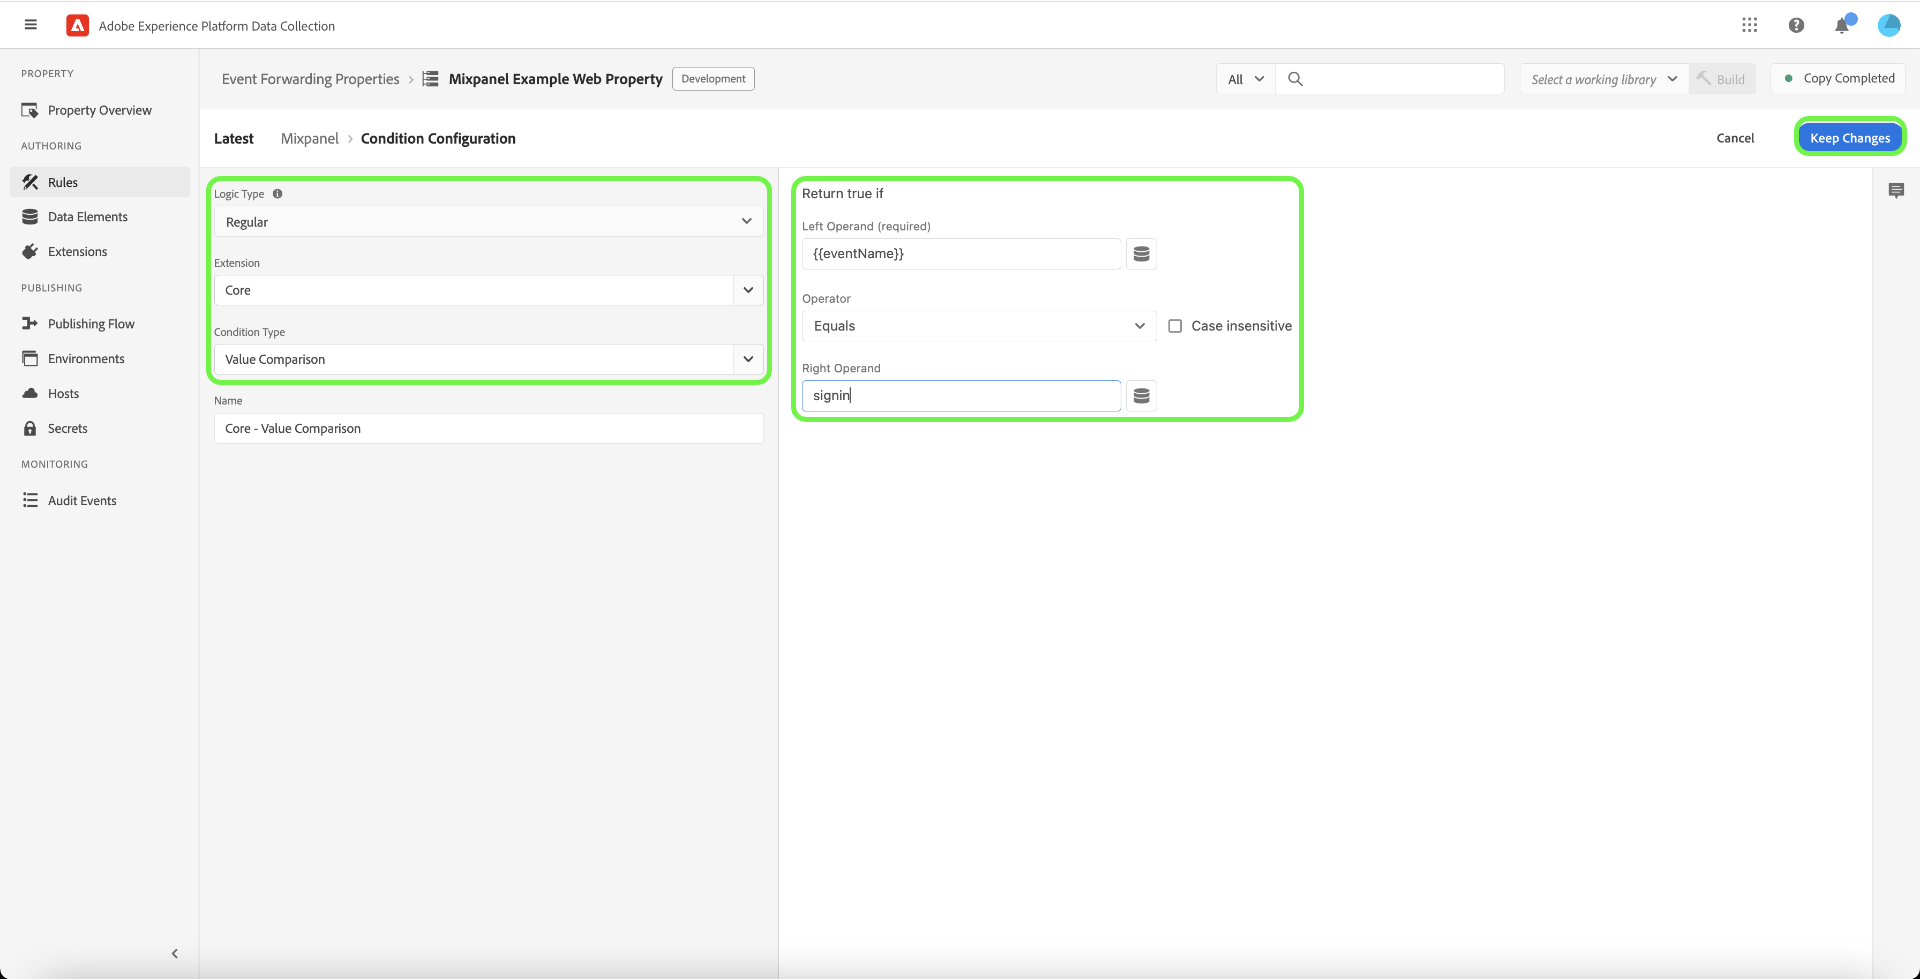 Adobe Experience Platform Data Collection
PROPERTY
Property Overview
AUTHORING
Rules
Data Elements
Extensions
PUBLISHING
Publishing Flow
Environments
Hosts
Secrets
MONITORING
Audit Events
Event Forwarding Properties > Mixpanel Example Web Property Development
All
Select a working library
Build
Copy Completed
Latest Mixpanel > Condition Configuration
Cancel
Keep Changes
Logic Type
Regular
Extension
Core
Condition Type
Value Comparison
Name
Core - Value Comparison
Return true if
Left Operand (required)
{{eventName}}
Operator
Equals
Case insensitive
Right Operand
signin